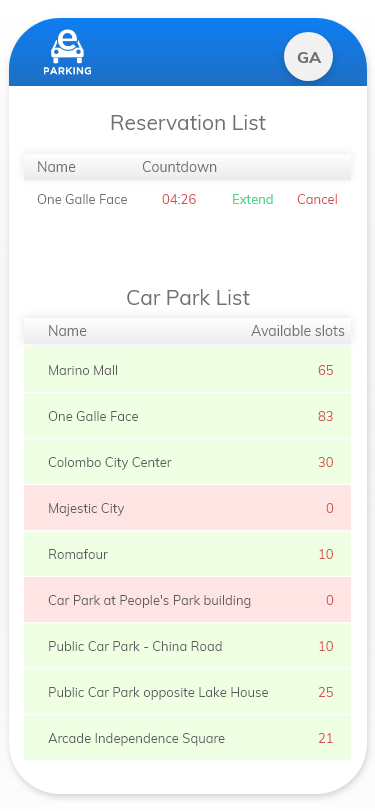 e
PARKING
GA
Reservation List
Name Countdown
One Galle Face 04:26 Extend Cancel
Car Park List
Name Available slots
Marino Mall 65
One Galle Face 83
Colombo City Center 30
Majestic City 0
Romafour 10
Car Park at People's Park building 0
Public Car Park - China Road 10
Public Car Park opposite Lake House 25
Arcade Independence Square 21